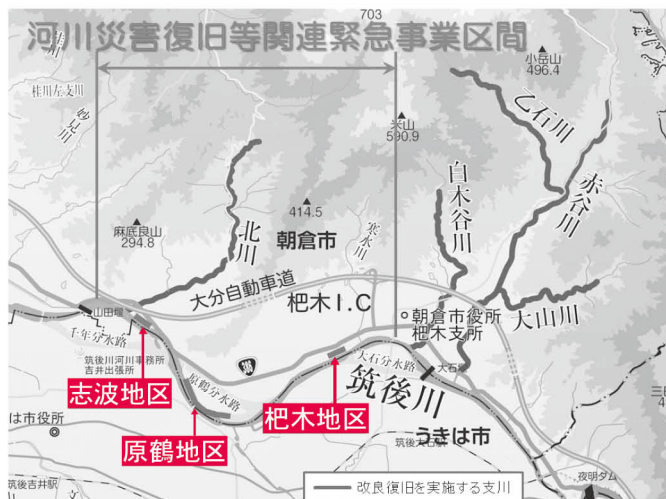 703
河川災害復旧等関連緊急事業区間
桂川
桂川左支川
妙見川
小岳山
496.4
乙石川
米山
590.9
白木谷川
赤谷川
麻底良山
294.8
北川
414.5
朝倉市
寒水川
大分自動車道
杷木I.C
朝倉市役所
杷木支所
大山川
山田堰
千年分水路
筑後川河川事務所
吉井出張所
原鶴分水路
386
大石分水路
大石堰
志波地区
原鶴地区
杷木地区
筑後川
うきは市
は市役所
筑後大石駅
筑後吉井駅
夜明ダム
改良復旧を実施する支川